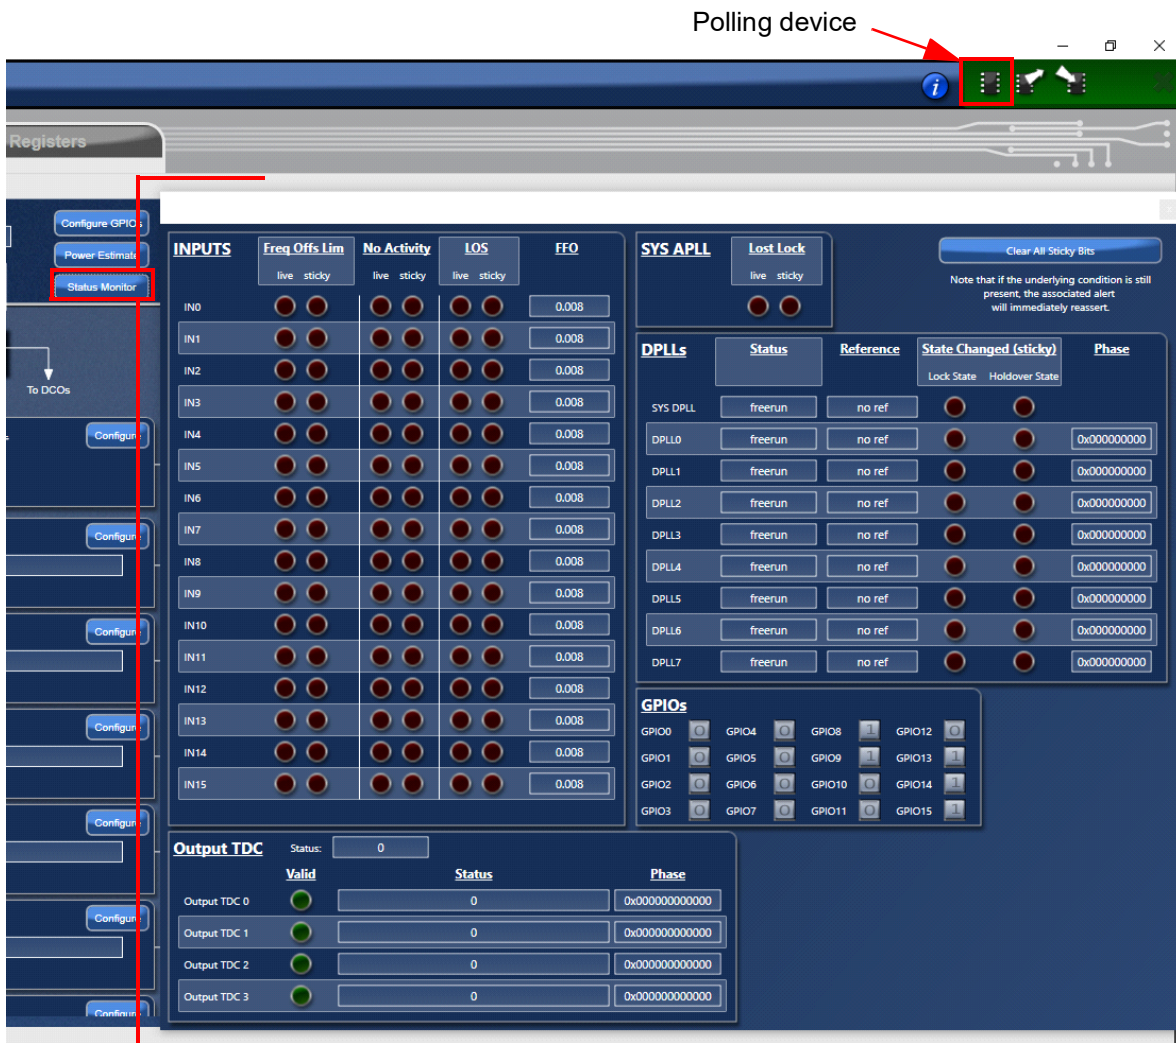 Polling device
i
Registers
Configure GPIOs
Power Estimate
Status Monitor
To DCOs
Configure
Configure
Configure
Configure
Configure
Configure
Configure
INPUTS Freq Offs Lim No Activity LOS FFO
live sticky live sticky live sticky
IN0 0.008
IN1 0.008
IN2 0.008
IN3 0.008
IN4 0.008
IN5 0.008
IN6 0.008
IN7 0.008
IN8 0.008
IN9 0.008
IN10 0.008
IN11 0.008
IN12 0.008
IN13 0.008
IN14 0.008
IN15 0.008
SYS APLL Lost Lock
live sticky
Clear All Sticky Bits
Note that if the underlying condition is still
present, the associated alert
will immediately reassert.
DPLLs Status Reference State Changed (sticky) Phase
Lock State Holdover State
SYS DPLL freerun no ref
DPLL0 freerun no ref 0x000000000
DPLL1 freerun no ref 0x000000000
DPLL2 freerun no ref 0x000000000
DPLL3 freerun no ref 0x000000000
DPLL4 freerun no ref 0x000000000
DPLL5 freerun no ref 0x000000000
DPLL6 freerun no ref 0x000000000
DPLL7 freerun no ref 0x000000000
GPIOs
GPIO0 0 GPIO4 0 GPIO8 1 GPIO12 0
GPIO1 0 GPIO5 0 GPIO9 1 GPIO13 1
GPIO2 0 GPIO6 0 GPIO10 0 GPIO14 1
GPIO3 0 GPIO7 0 GPIO11 0 GPIO15 1
Output TDC Status: 0
Valid Status Phase
Output TDC 0 0 0x000000000000
Output TDC 1 0 0x000000000000
Output TDC 2 0 0x000000000000
Output TDC 3 0 0x000000000000